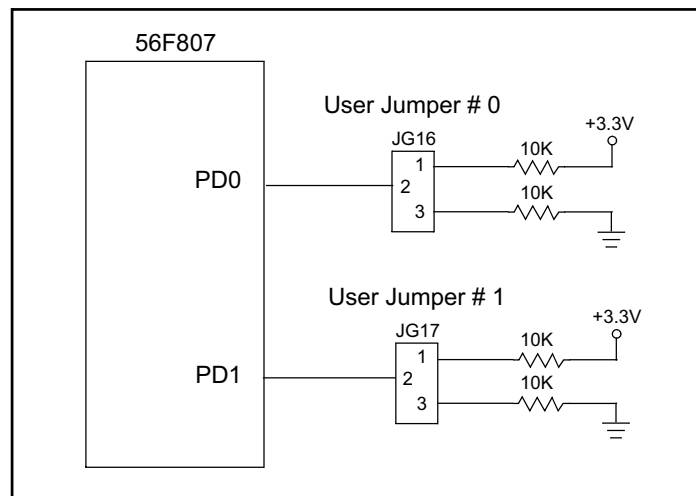 56F807
User Jumper # 0
JG16
+3.3V
1
10K
PD0
2
10K
3
User Jumper # 1
JG17
+3.3V
1
10K
PD1
2
10K
3